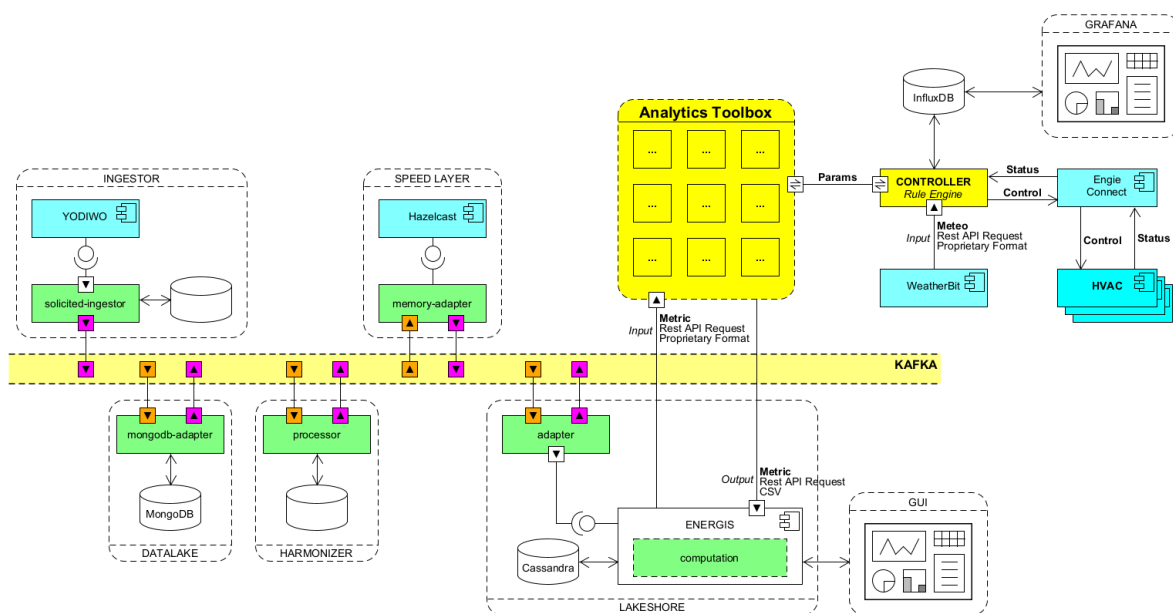 GRAFANA
InfluxDB
Analytics Toolbox
...
...
...
...
...
...
...
...
...
Params
CONTROLLER
Rule Engine
Status
Control
Engie
Connect
Input
Meteo
Rest API Request
Proprietary Format
Control
Status
WeatherBit
HVAC
INGESTOR
YODIWO
solicited-ingestor
SPEED LAYER
Hazelcast
memory-adapter
Input
Metric
Rest API Request
Proprietary Format
KAFKA
mongodb-adapter
MongoDB
DATALAKE
processor
HARMONIZER
adapter
Output
Metric
Rest API Request
CSV
ENERGIS
computation
Cassandra
LAKESHORE
GUI